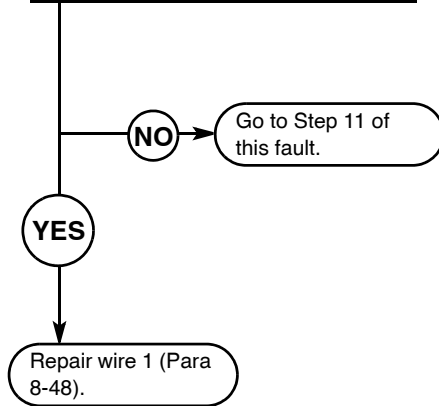 NO
Go to Step 11 of
this fault.
YES
Repair wire 1 (Para
8-48).